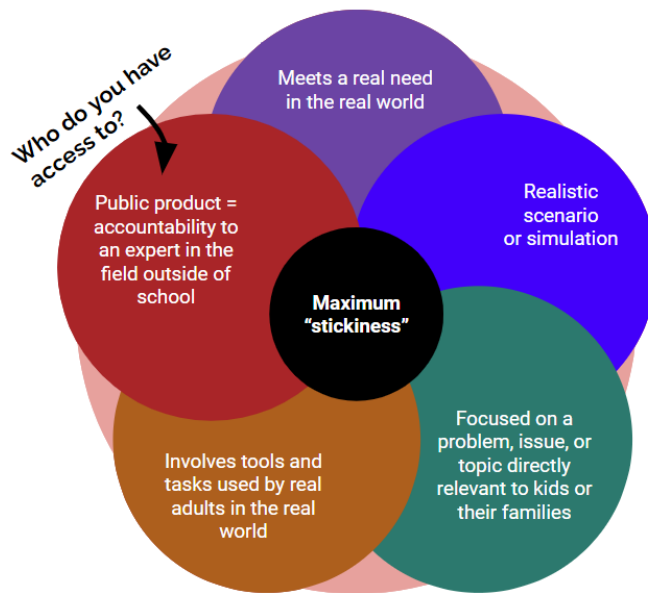 Who do you have
access to?
Meets a real need
in the real world
Public product =
accountability to
an expert in the
field outside of
school
Realistic
scenario
or simulation
Maximum
“stickiness”
Involves tools and
tasks used by real
adults in the real
world
Focused on a
problem, issue, or
topic directly
relevant to kids or
their families